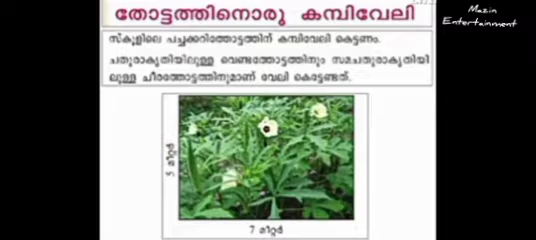 തോട്ടത്തിനൊരു കമ്പിവേലി
Mazin
Entertainment
സ്കൂളിലെ പച്ചക്കറിത്തോട്ടത്തിന് കമ്പിവേലി കെട്ടണം.
ചതുരാകൃതിയിലുള്ള വെണ്ടത്തോട്ടത്തിനും സമചതുരാകൃതിയി
ലുള്ള ചീരത്തോട്ടത്തിനുമാണ് വേലി കെട്ടേണ്ടത്.
5 മീറ്റർ
7 മീറ്റർ